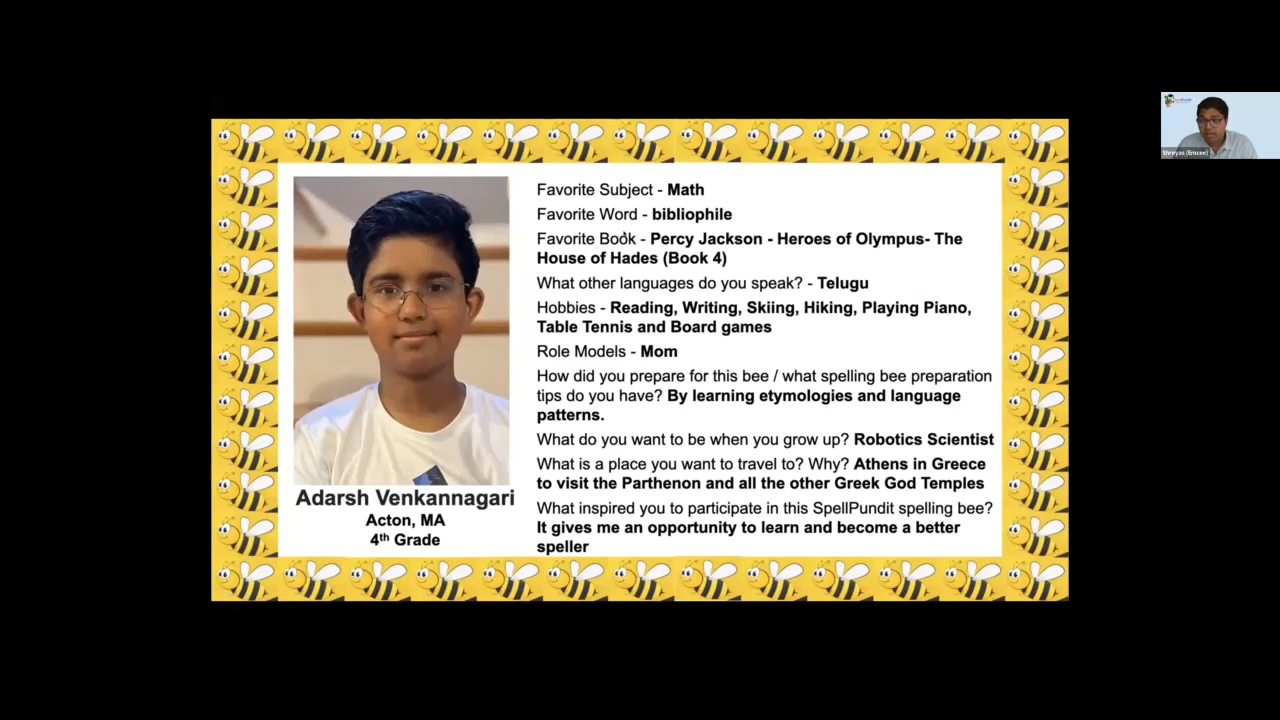 Favorite Subject - Math
Favorite Word - bibliophile
Favorite Book - Percy Jackson - Heroes of Olympus- The
House of Hades (Book 4)
What other languages do you speak? - Telugu
Hobbies - Reading, Writing, Skiing, Hiking, Playing Piano,
Table Tennis and Board games
Role Models - Mom
How did you prepare for this bee / what spelling bee preparation
tips do you have? By learning etymologies and language
patterns.
What do you want to be when you grow up? Robotics Scientist
What is a place you want to travel to? Why? Athens in Greece
to visit the Parthenon and all the other Greek God Temples
What inspired you to participate in this SpellPundit spelling bee?
It gives me an opportunity to learn and become a better
speller
Adarsh Venkannagari
Acton, MA
4th Grade
Shreyas (Emcee)